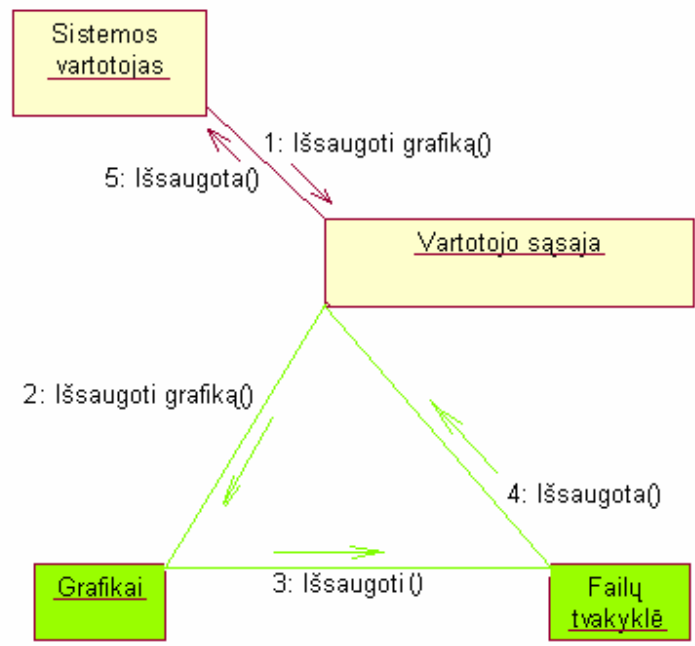 Sistemos
vartotojas
1: Išsaugoti grafiką()
5: Išsaugota()
Vartotojo sąsaja
2: Išsaugoti grafiką()
4: Išsaugota()
Grafikai
3: Išsaugoti ()
Failų
tvakyklė